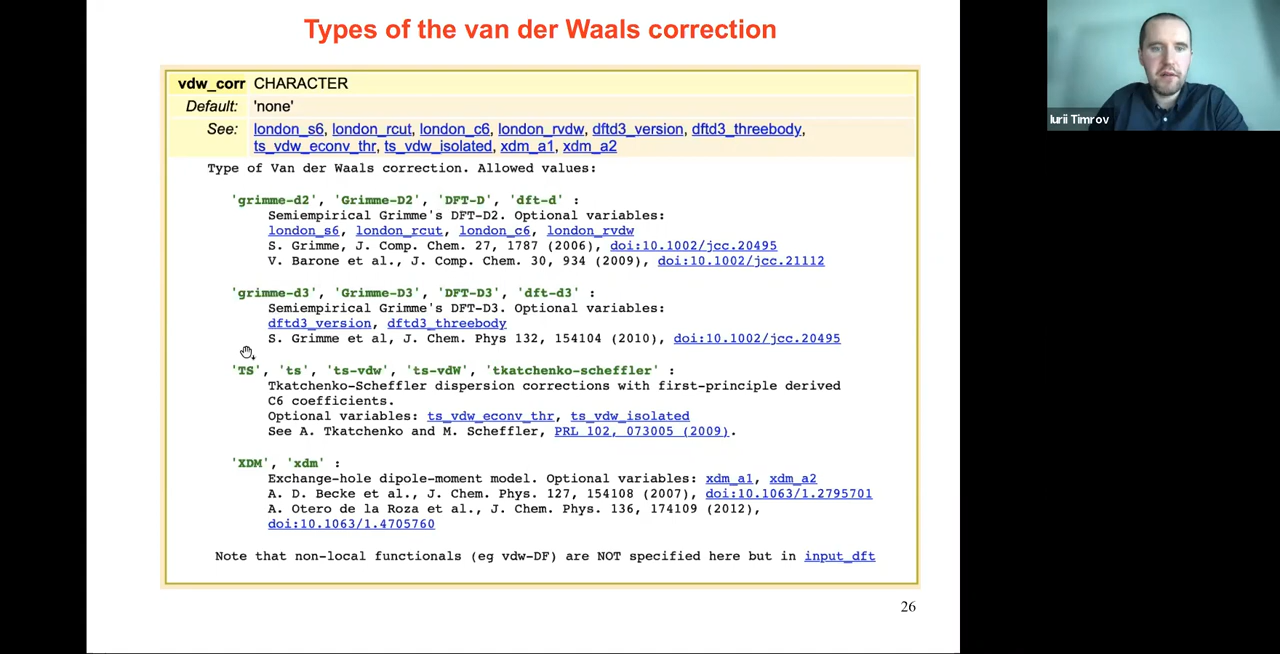 Types of the van der Waals correction
vdw_corr CHARACTER
Default: 'none'
See: london_s6, london_rcut, london_c6, london_rvdw, dftd3_version, dftd3_threebody,
ts_vdw_econv_thr, ts_vdw_isolated, xdm_a1, xdm_a2
Type of Van der Waals correction. Allowed values:
'grimme-d2', 'Grimme-D2', 'DFT-D', 'dft-d' :
Semiempirical Grimme's DFT-D2. Optional variables:
london_s6, london_rcut, london_c6, london_rvdw
S. Grimme, J. Comp. Chem. 27, 1787 (2006), doi:10.1002/jcc.20495
V. Barone et al., J. Comp. Chem. 30, 934 (2009), doi:10.1002/jcc.21112
'grimme-d3', 'Grimme-D3', 'DFT-D3', 'dft-d3' :
Semiempirical Grimme's DFT-D3. Optional variables:
dftd3_version, dftd3_threebody
S. Grimme et al, J. Chem. Phys 132, 154104 (2010), doi:10.1002/jcc.20495
'TS', 'ts', 'ts-vdw', 'ts-vdW', 'tkatchenko-scheffler' :
Tkatchenko-Scheffler dispersion corrections with first-principle derived
C6 coefficients.
Optional variables: ts_vdw_econv_thr, ts_vdw_isolated
See A. Tkatchenko and M. Scheffler, PRL 102, 073005 (2009).
'XDM', 'xdm' :
Exchange-hole dipole-moment model. Optional variables: xdm_a1, xdm_a2
A. D. Becke et al., J. Chem. Phys. 127, 154108 (2007), doi:10.1063/1.2795701
A. Otero de la Roza et al., J. Chem. Phys. 136, 174109 (2012),
doi:10.1063/1.4705760
Note that non-local functionals (eg vdw-DF) are NOT specified here but in input_dft
26
Iurii Timrov